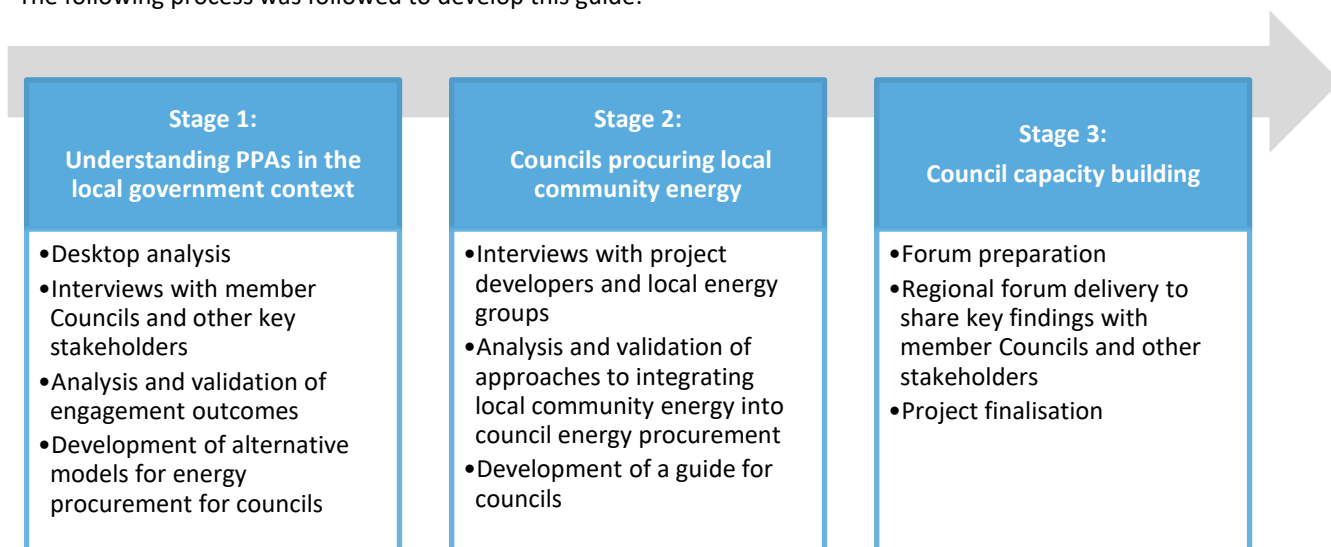 The following process was followed to develop this guide:
Stage 1:
Understanding PPAs in the
local government context
•Desktop analysis
•Interviews with member
Councils and other key
stakeholders
•Analysis and validation of
engagement outcomes
•Development of alternative
models for energy
procurement for councils
Stage 2:
Councils procuring local
community energy
•Interviews with project
developers and local energy
groups
•Analysis and validation of
approaches to integrating
local community energy into
council energy procurement
•Development of a guide for
councils
Stage 3:
Council capacity building
•Forum preparation
•Regional forum delivery to
share key findings with
member Councils and other
stakeholders
•Project finalisation